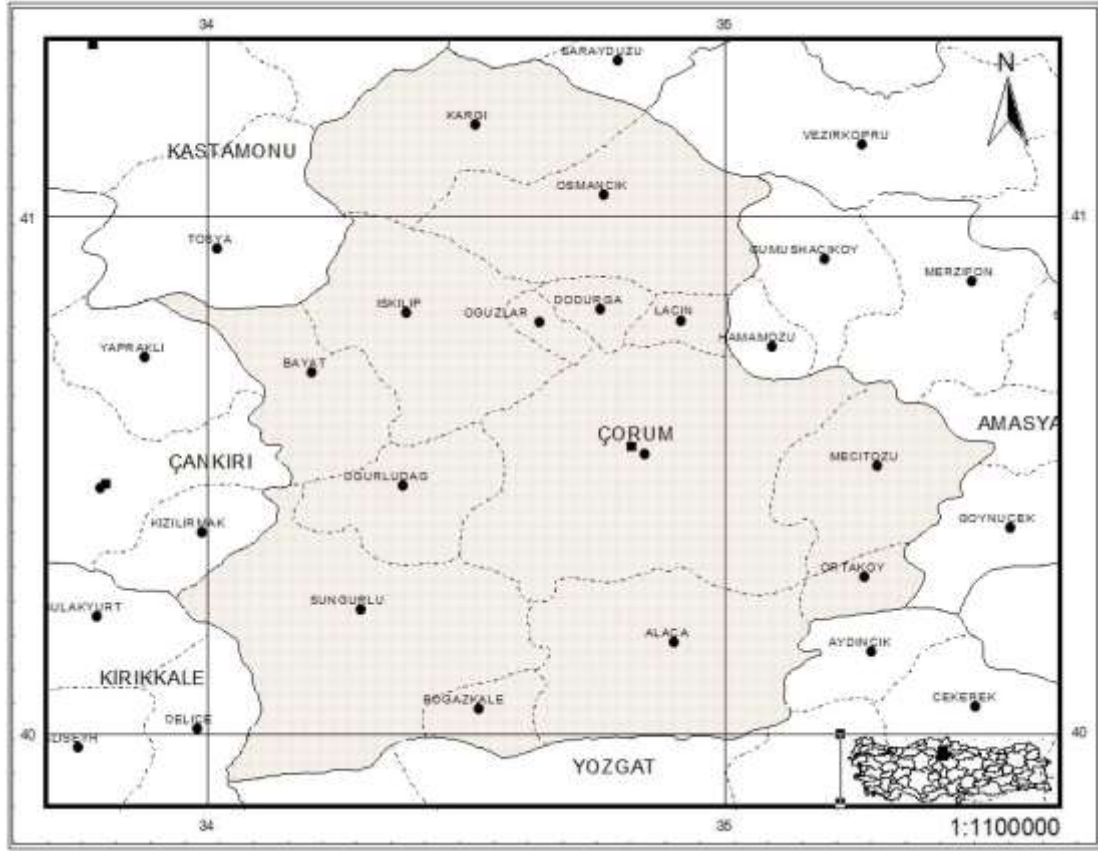 34
35
N
SARAYDUZU
KARGI
VEZIRKOPRU
KASTAMONU
OSMANCIK
41
41
TOSYA
GUMUSHACIKOY
MERZIFON
ISKILIP
OGUZLAR
DODURGA
LACIN
YAPRAKLI
BAYAT
HAMAMOZU
AMASYA
ÇORUM
ÇANKIRI
MECITOZU
OGURLUDAG
KIZILIRMAK
GOYNUCEK
ORTAKOY
SUNGURLU
ULAKYURT
ALACA
AYDINCIK
KIRIKKALE
BOGAZKALE
CEKEREK
DELICE
40
40
YOZGAT
34
35
1:1100000